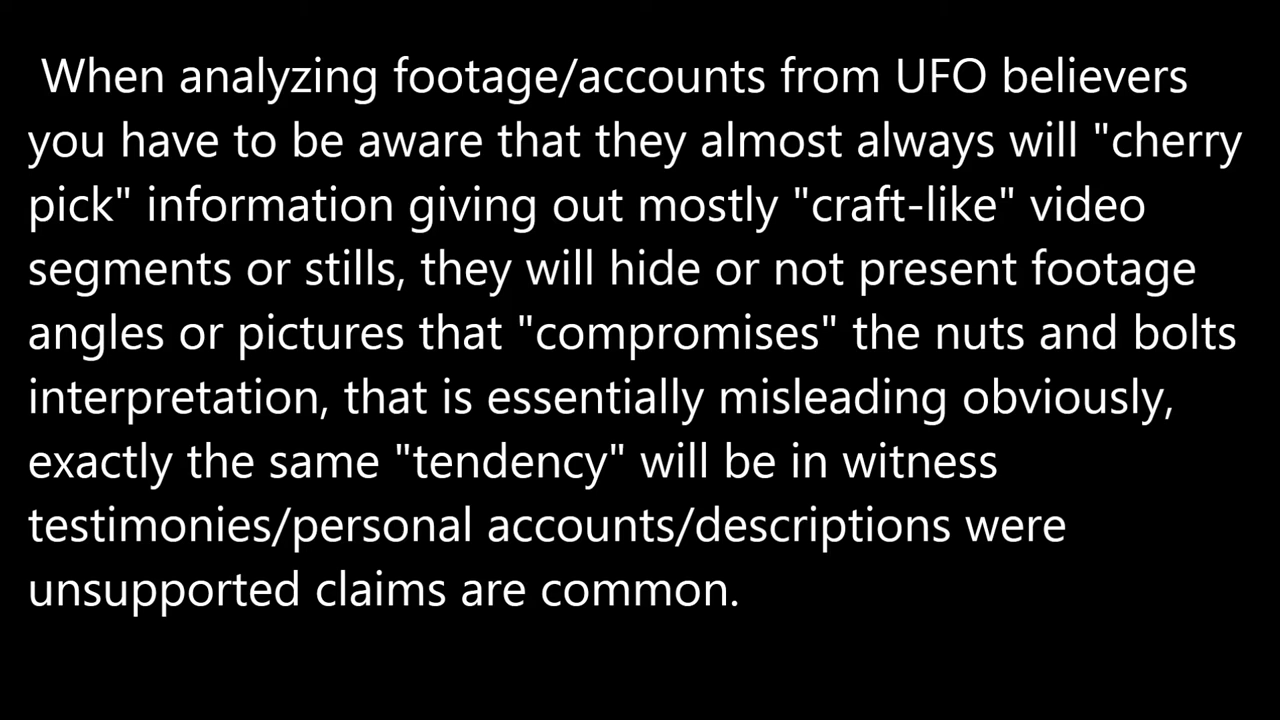 When analyzing footage/accounts from UFO believers
you have to be aware that they almost always will "cherry
pick" information giving out mostly "craft-like" video
segments or stills, they will hide or not present footage
angles or pictures that "compromises" the nuts and bolts
interpretation, that is essentially misleading obviously,
exactly the same "tendency" will be in witness
testimonies/personal accounts/descriptions were
unsupported claims are common.